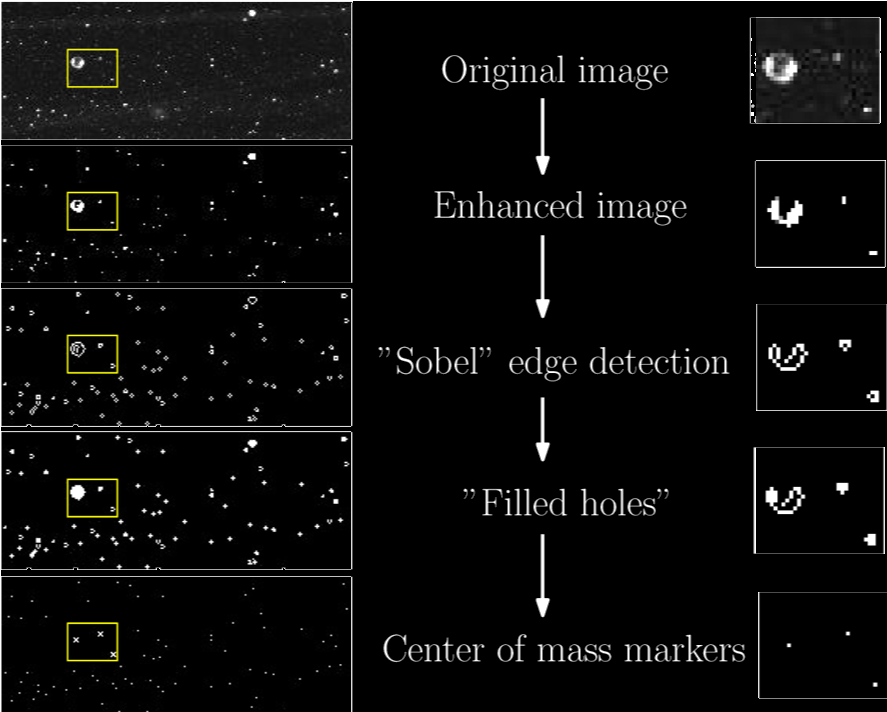 Original image
Enhanced image
”Sobel” edge detection
”Filled holes”
Center of mass markers